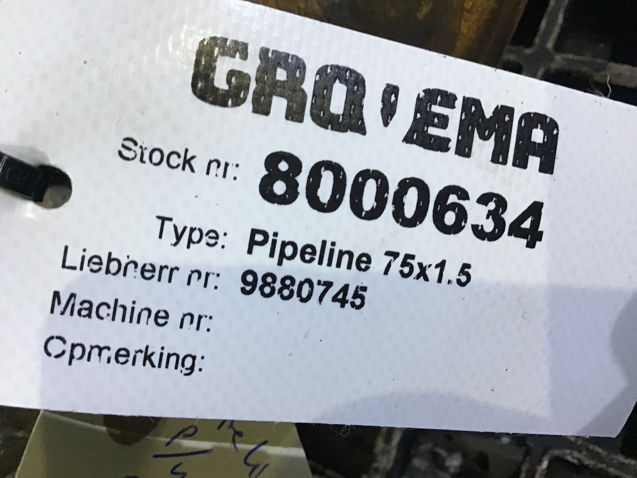 GRO'EMA
Stock nr: 8000634
Type: Pipeline 75x1.5
Liebherr nr: 9880745
Machine nr:
Opmerking: